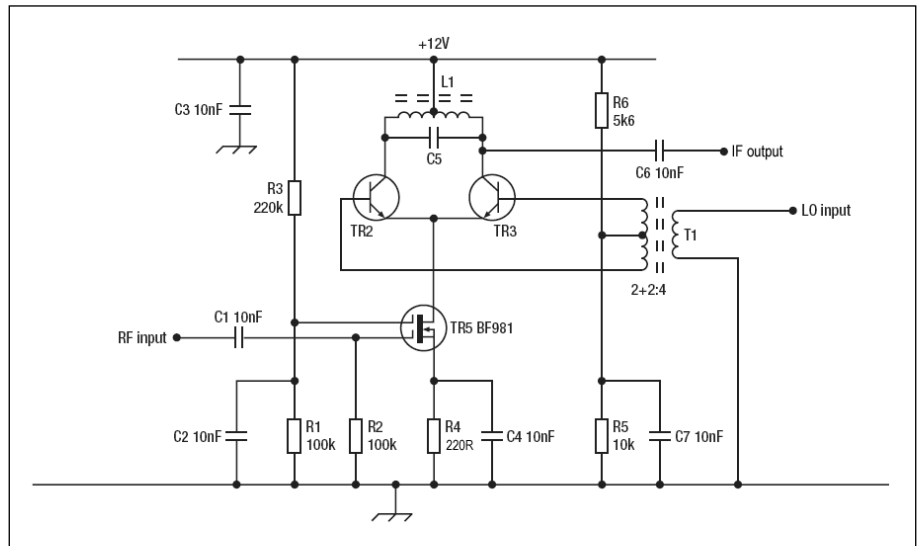 +12V
L1
C3 10nF
R6
5k6
C5
IF output
C6 10nF
R3
220k
LO input
TR2
TR3
T1
2+2:4
C1 10nF
TR5 BF981
RF input
C2 10nF
R1
100k
R2
100k
R4
220R
C4 10nF
R5
10k
C7 10nF